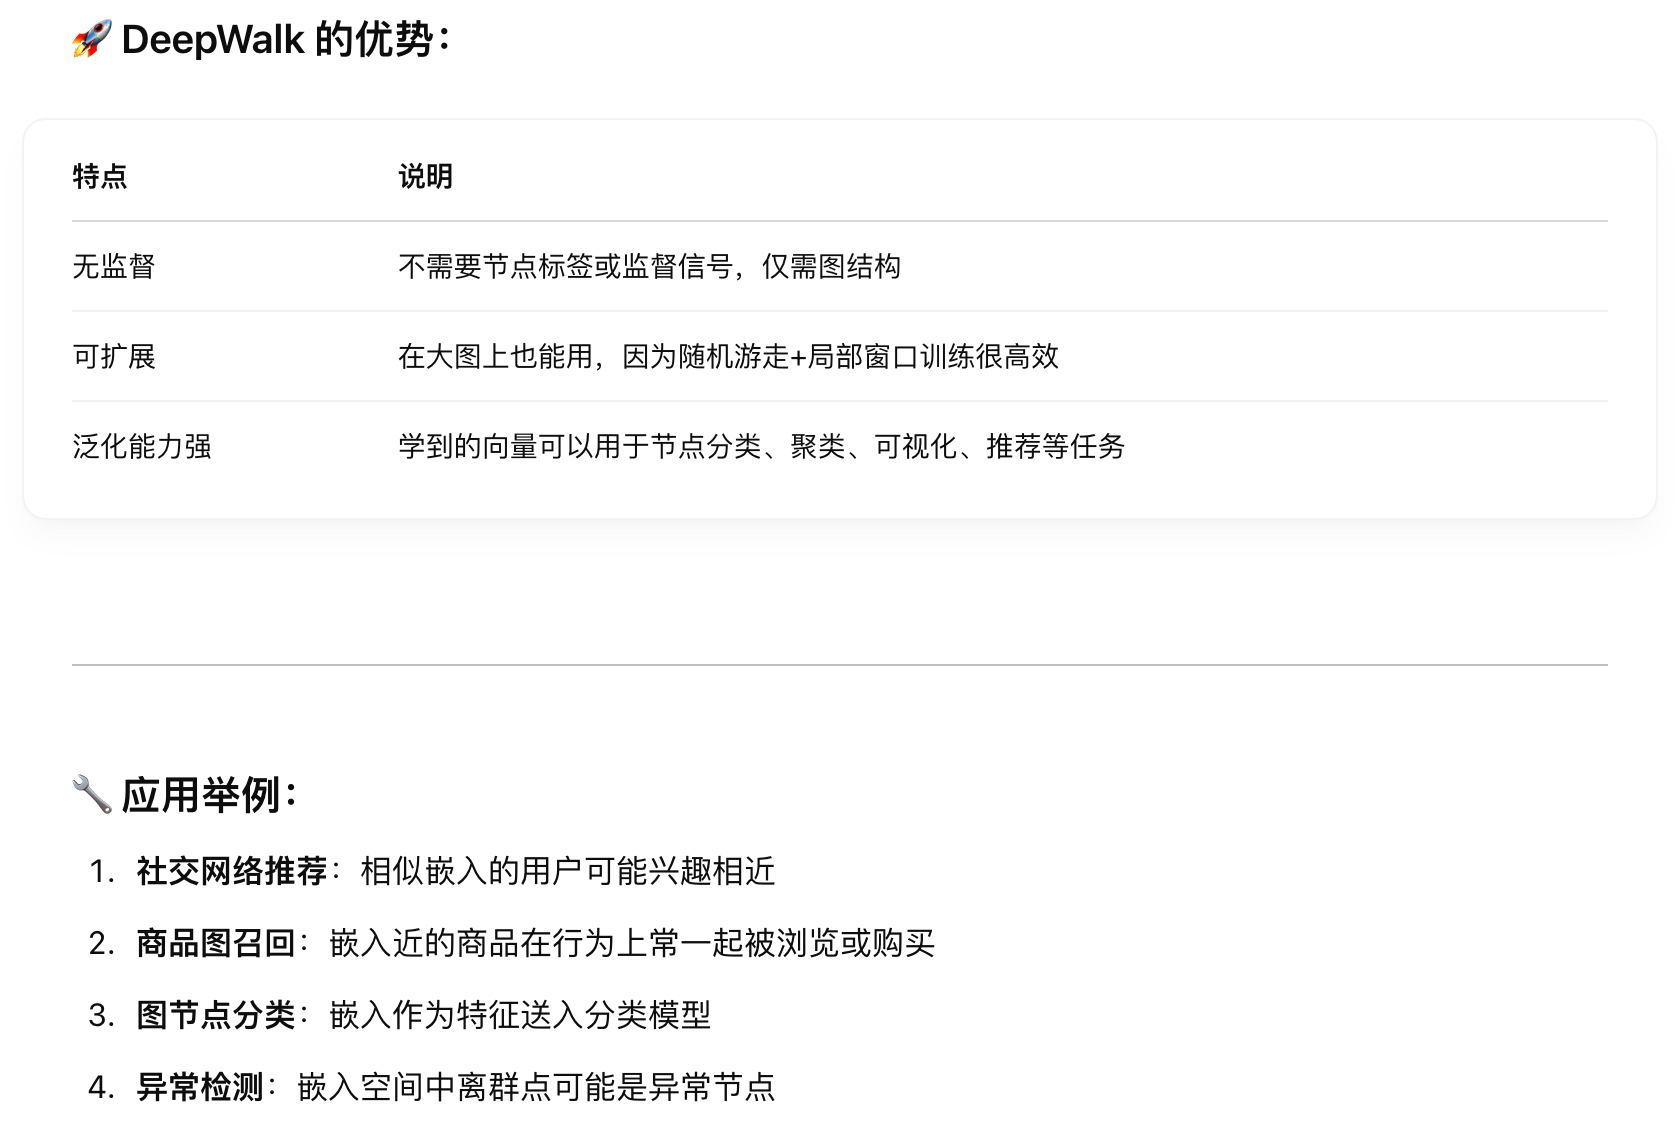 🚀 DeepWalk 的优势：
特点 说明
无监督 不需要节点标签或监督信号，仅需图结构
可扩展 在大图上也能用，因为随机游走+局部窗口训练很高效
泛化能力强 学到的向量可以用于节点分类、聚类、可视化、推荐等任务
🔧 应用举例：
1. 社交网络推荐：相似嵌入的用户可能兴趣相近
2. 商品图召回：嵌入近的商品在行为上常一起被浏览或购买
3. 图节点分类：嵌入作为特征送入分类模型
4. 异常检测：嵌入空间中离群点可能是异常节点